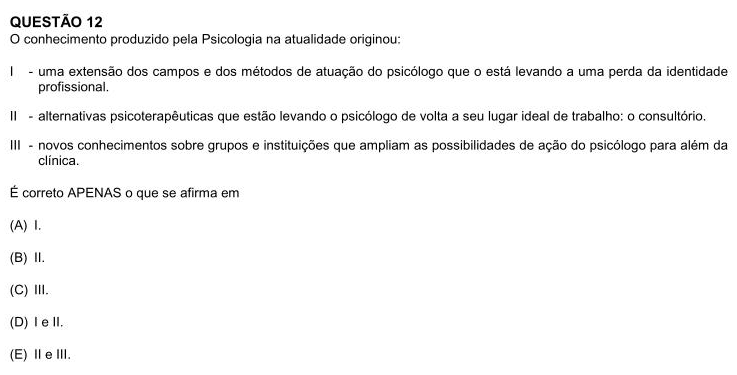 QUESTÃO 12
O conhecimento produzido pela Psicologia na atualidade originou:
I - uma extensão dos campos e dos métodos de atuação do psicólogo que o está levando a uma perda da identidade
profissional.
II - alternativas psicoterapêuticas que estão levando o psicólogo de volta a seu lugar ideal de trabalho: o consultório.
III - novos conhecimentos sobre grupos e instituições que ampliam as possibilidades de ação do psicólogo para além da
clínica.
É correto APENAS o que se afirma em
(A) I.
(B) II.
(C) III.
(D) I e II.
(E) II e III.